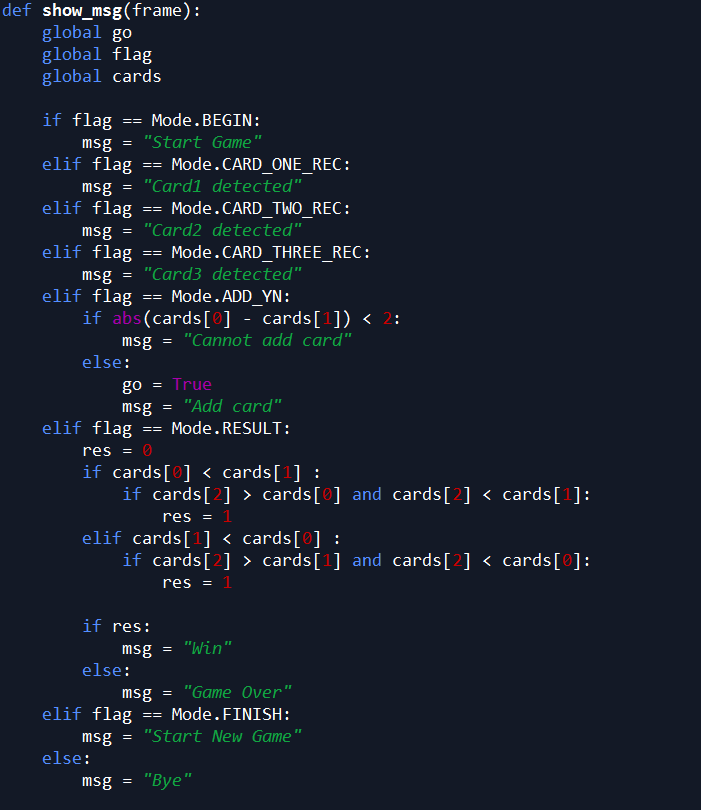 def show_msg(frame):
    global go
    global flag
    global cards

    if flag == Mode.BEGIN:
        msg = "Start Game"
    elif flag == Mode.CARD_ONE_REC:
        msg = "Card1 detected"
    elif flag == Mode.CARD_TWO_REC:
        msg = "Card2 detected"
    elif flag == Mode.CARD_THREE_REC:
        msg = "Card3 detected"
    elif flag == Mode.ADD_YN:
        if abs(cards[0] - cards[1]) < 2:
            msg = "Cannot add card"
        else:
            go = True
            msg = "Add card"
    elif flag == Mode.RESULT:
        res = 0
        if cards[0] < cards[1] :
            if cards[2] > cards[0] and cards[2] < cards[1]:
                res = 1
        elif cards[1] < cards[0] :
            if cards[2] > cards[1] and cards[2] < cards[0]:
                res = 1

        if res:
            msg = "Win"
        else:
            msg = "Game Over"
    elif flag == Mode.FINISH:
        msg = "Start New Game"
    else:
        msg = "Bye"